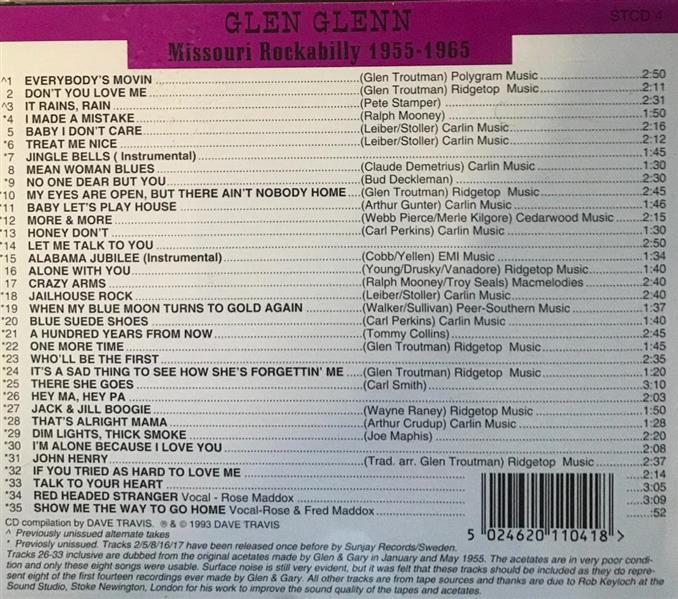 GLEN GLENN STCD 4
Missouri Rockabilly 1955-1965
^1 EVERYBODY'S MOVIN (Glen Troutman) Polygram Music 2:50
2 DON'T YOU LOVE ME (Glen Troutman) Ridgetop Music 2:11
^3 IT RAINS, RAIN (Pete Stamper) 2:31
*4 I MADE A MISTAKE (Ralph Mooney) 1:50
5 BABY I DON'T CARE (Leiber/Stoller) Carlin Music 2:16
*6 TREAT ME NICE (Leiber/Stoller) Carlin Music 2:12
*7 JINGLE BELLS ( Instrumental) 1:45
8 MEAN WOMAN BLUES (Claude Demetrius) Carlin Music 1:30
*9 NO ONE DEAR BUT YOU (Bud Deckleman) 2:30
*10 MY EYES ARE OPEN, BUT THERE AIN'T NOBODY HOME (Glen Troutman) Ridgetop Music 2:45
*11 BABY LET'S PLAY HOUSE (Arthur Gunter) Carlin Music 1:46
*12 MORE & MORE (Webb Pierce/Merle Kilgore) Cedarwood Music 2:15
*13 HONEY DON'T (Carl Perkins) Carlin Music 1:30
*14 LET ME TALK TO YOU 2:50
*15 ALABAMA JUBILEE (Instrumental) (Cobb/Yellen) EMI Music 1:34
16 ALONE WITH YOU (Young/Drusky/Vanadore) Ridgetop Music 1:40
17 CRAZY ARMS (Ralph Mooney/Troy Seals) Macmelodies 2:40
*18 JAILHOUSE ROCK (Leiber/Stoller) Carlin Music 2:40
*19 WHEN MY BLUE MOON TURNS TO GOLD AGAIN (Walker/Sullivan) Peer-Southern Music 1:37
*20 BLUE SUEDE SHOES (Carl Perkins) Carlin Music 1:40
*21 A HUNDRED YEARS FROM NOW (Tommy Collins) 2:45
*22 ONE MORE TIME (Glen Troutman) Ridgetop Music 1:45
*23 WHO'LL BE THE FIRST 2:35
*24 IT'S A SAD THING TO SEE HOW SHE'S FORGETTIN' ME (Glen Troutman) Ridgetop Music 1:20
*25 THERE SHE GOES (Carl Smith) 3:10
*26 HEY MA, HEY PA 2:03
*27 JACK & JILL BOOGIE (Wayne Raney) Ridgetop Music 1:50
*28 THAT'S ALRIGHT MAMA (Arthur Crudup) Carlin Music 1:28
*29 DIM LIGHTS, THICK SMOKE (Joe Maphis) 2:20
*30 I'M ALONE BECAUSE I LOVE YOU 2:08
*31 JOHN HENRY (Trad. arr. Glen Troutman) Ridgetop Music 2:37
*32 IF YOU TRIED AS HARD TO LOVE ME 2:14
*33 TALK TO YOUR HEART 3:05
*34 RED HEADED STRANGER Vocal - Rose Maddox 3:09
*35 SHOW ME THE WAY TO GO HOME Vocal-Rose & Fred Maddox :52
CD compilation by DAVE TRAVIS. ℗ & © 1993 DAVE TRAVIS
^ Previously unissued alternate takes
* Previosly unissued. Tracks 2/5/8/16/17 have been released once before by Sunjay Records/Sweden.
Tracks 26-33 inclusive are dubbed from the original acetates made by Glen & Gary in January and May 1955. The acetates are in very poor condi-
tion and only these eight songs were usable. Surface noise is still very evident, but it was felt that these tracks should be included as they do repre-
sent eight of the first fourteen recordings ever made by Glen & Gary. All other tracks are from tape sources and thanks are due to Rob Keyloch at the
Sound Studio, Stoke Newington, London for his work to improve the sound quality of the tapes and acetates.
5 024620 110418 >